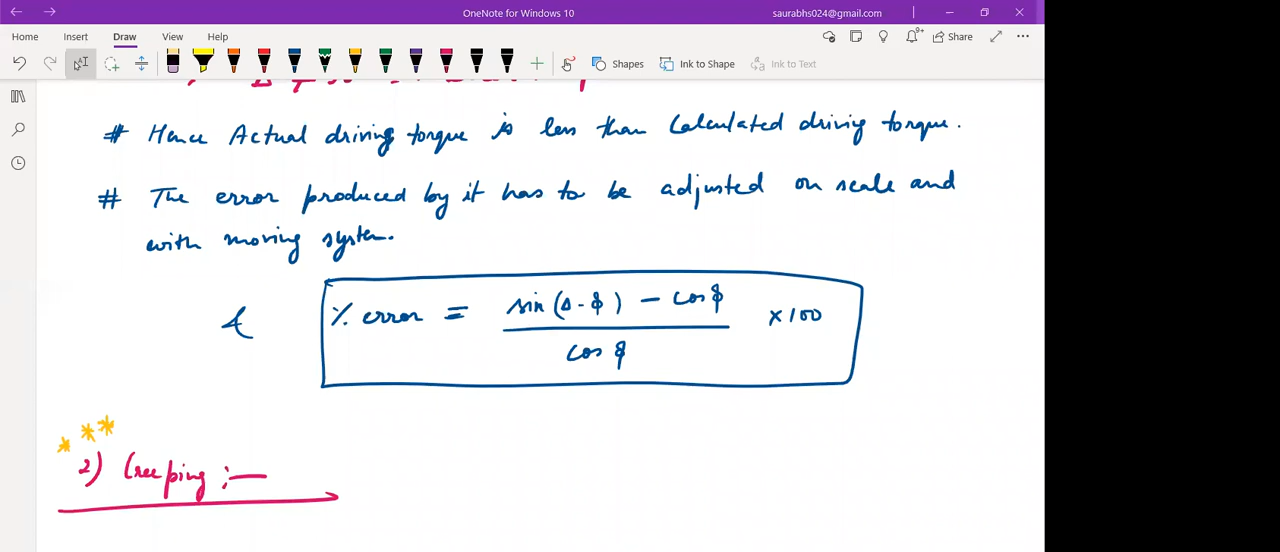 OneNote for Windows 10
saurabhs024@gmail.com
Home Insert Draw View Help
Share
Shapes Ink to Shape Ink to Text
# Hence Actual driving torque is less than Calculated driving torque.
# The error produced by it has to be adjusted on scale and
with moving system.
& % error = sin(Δ-ϕ) - cosϕ / cosϕ ×100
***
2) Creeping :—